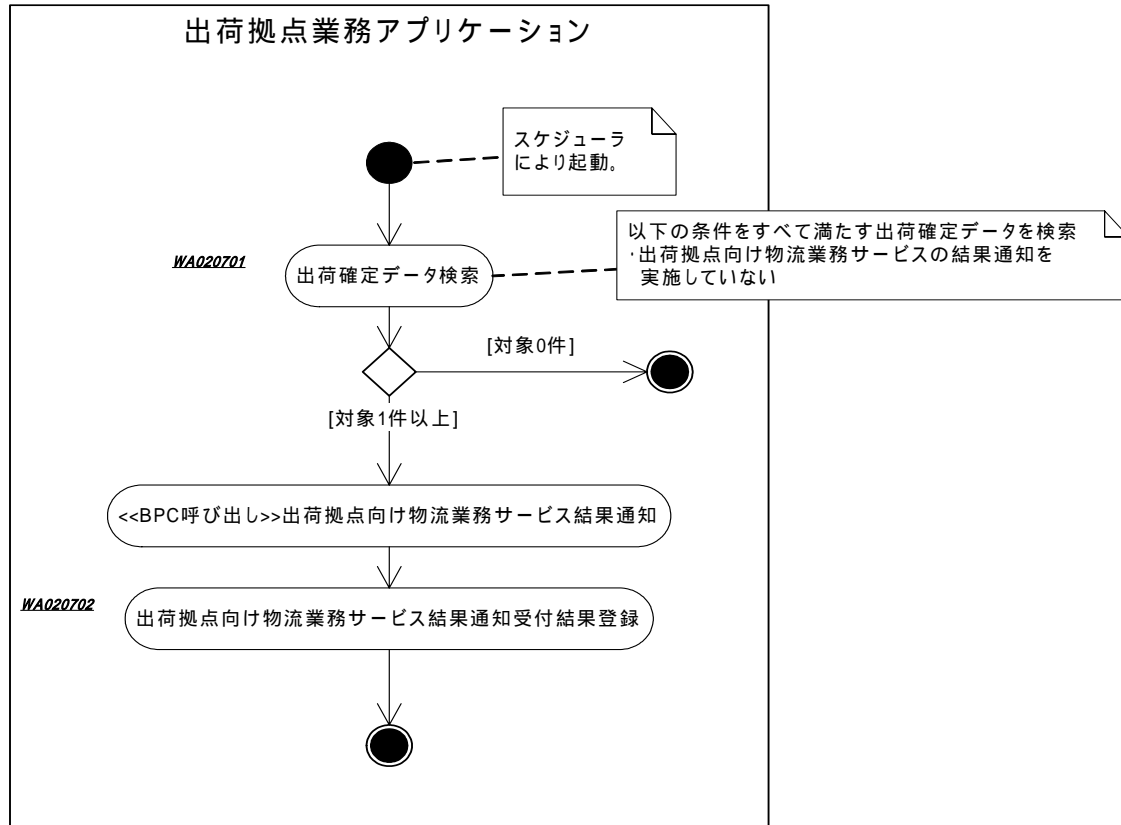 出荷拠点業務アプリケーション
スケジューラ
により起動。
以下の条件をすべて満たす出荷確定データを検索
・出荷拠点向け物流業務サービスの結果通知を
実施していない
WA020701
出荷確定データ検索
[対象0件]
[対象1件以上]
<<BPC呼び出し>>出荷拠点向け物流業務サービス結果通知
WA020702
出荷拠点向け物流業務サービス結果通知受付結果登録